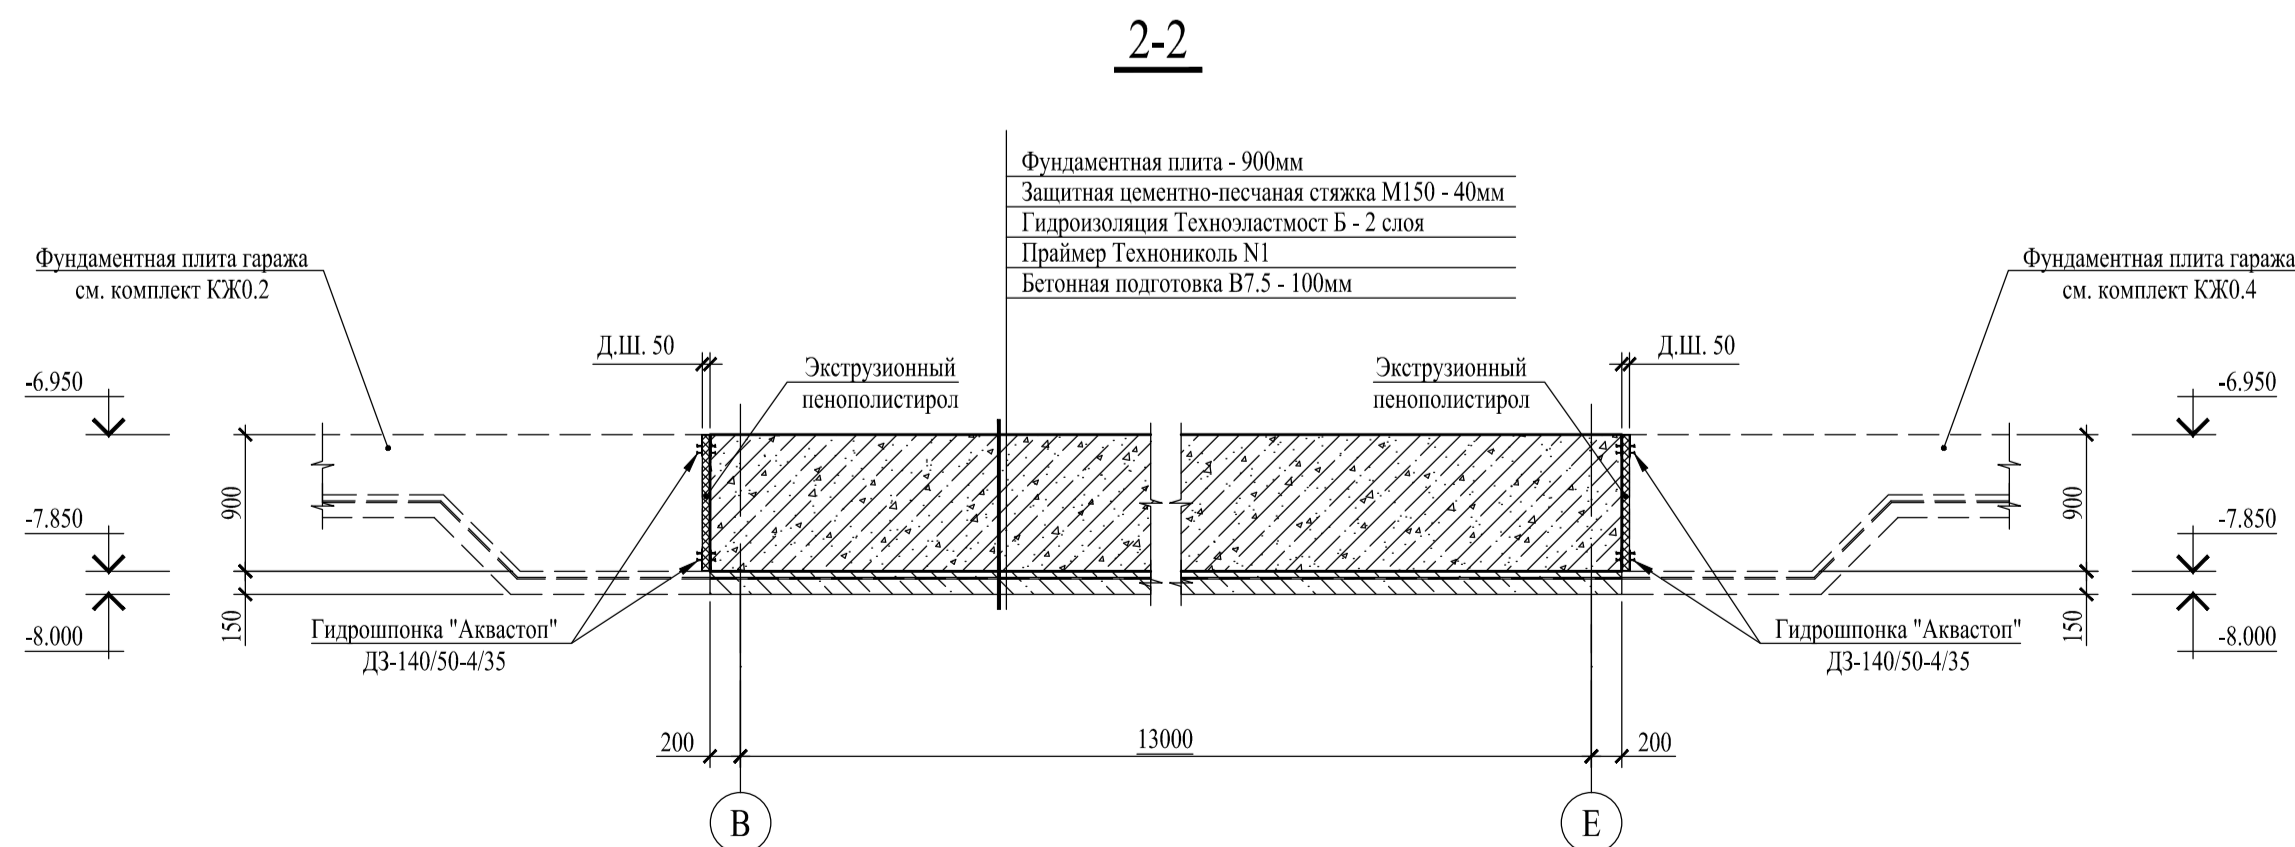 2-2
Фундаментная плита - 900мм
Защитная цементно-песчаная стяжка М150 - 40мм
Гидроизоляция Техноэластмост Б - 2 слоя
Праймер Технониколь N1
Бетонная подготовка В7.5 - 100мм
Фундаментная плита гаража
см. комплект КЖ0.2
Фундаментная плита гаража
см. комплект КЖ0.4
Д.Ш. 50
Экструзионный
пенополистирол
Экструзионный
пенополистирол
Д.Ш. 50
-6.950
-6.950
900
900
-7.850
-7.850
150
150
-8.000
-8.000
Гидрошпонка "Аквастоп"
ДЗ-140/50-4/35
Гидрошпонка "Аквастоп"
ДЗ-140/50-4/35
200
13000
200
В
Е